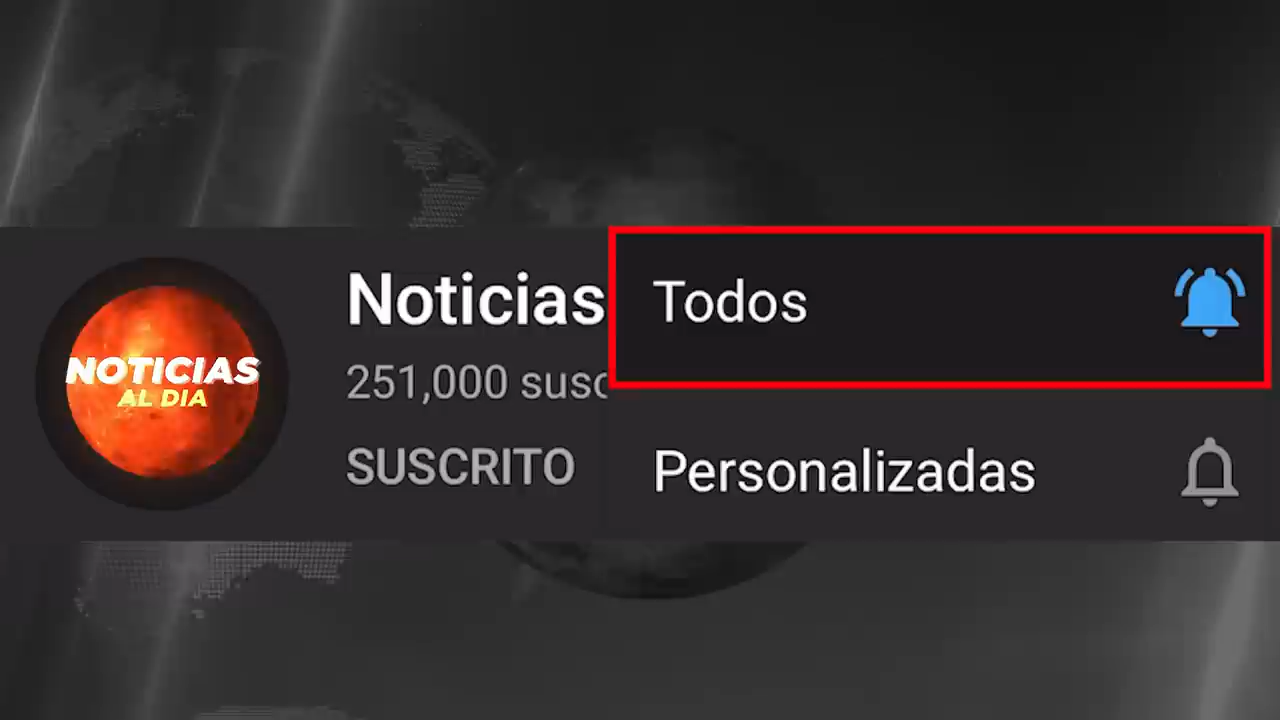 NOTICIAS
AL DIA
Noticias
251,000 susc
SUSCRITO
Todos
Personalizadas